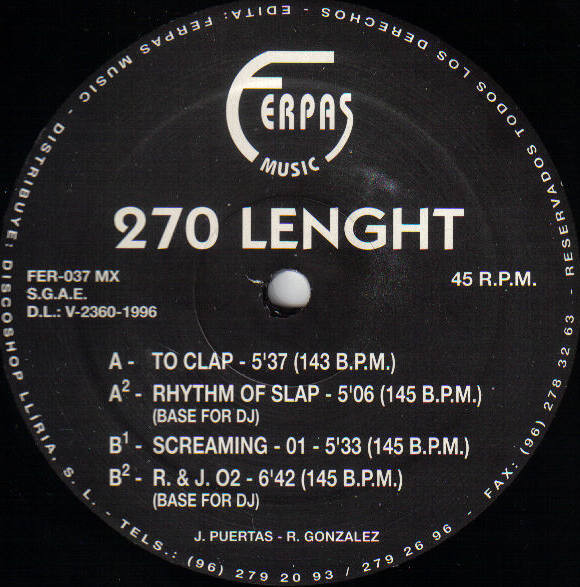 FERPAS
MUSIC
270 LENGHT
FER-037 MX
S.G.A.E.
D.L.: V-2360-1996
45 R.P.M.
A - TO CLAP - 5'37 (143 B.P.M.)
A2 - RHYTHM OF SLAP - 5'06 (145 B.P.M.)
(BASE FOR DJ)
B1 - SCREAMING - 01 - 5'33 (145 B.P.M.)
B2 - R. & J. O2 - 6'42 (145 B.P.M.)
(BASE FOR DJ)
J. PUERTAS - R. GONZALEZ
RESERVADOS TODOS LOS DERECHOS - EDITA: FERPAS MUSIC - DISTRIBUYE: DISCOSHOP LLÍRIA, S. L. - TELS.: (96) 279 20 93 / 279 26 96 - FAX: (96) 278 32 63 -